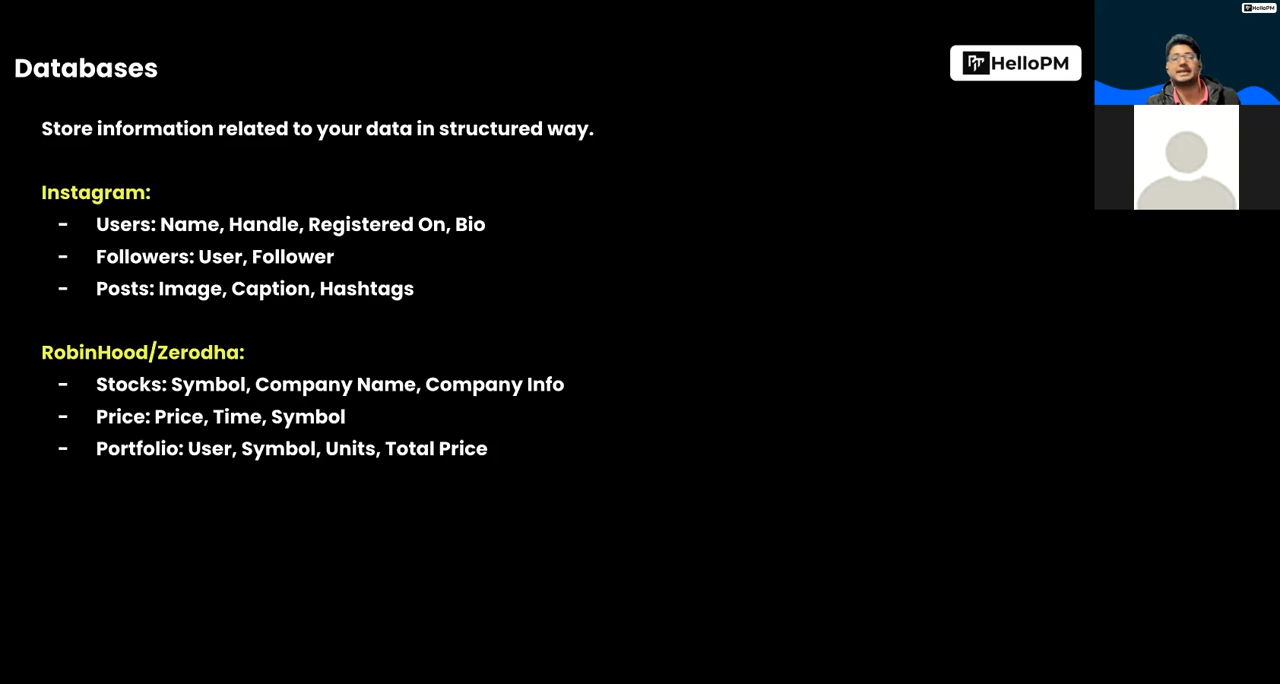 Databases
HelloPM
HelloPM
Store information related to your data in structured way.
Instagram:
- Users: Name, Handle, Registered On, Bio
- Followers: User, Follower
- Posts: Image, Caption, Hashtags
RobinHood/Zerodha:
- Stocks: Symbol, Company Name, Company Info
- Price: Price, Time, Symbol
- Portfolio: User, Symbol, Units, Total Price